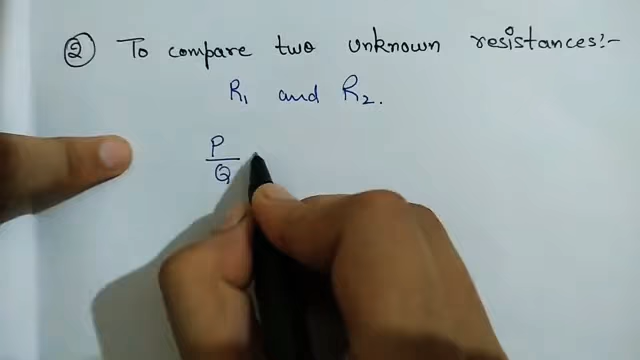 ② To compare two unknown resistances:-
R₁ and R₂.
P
Q